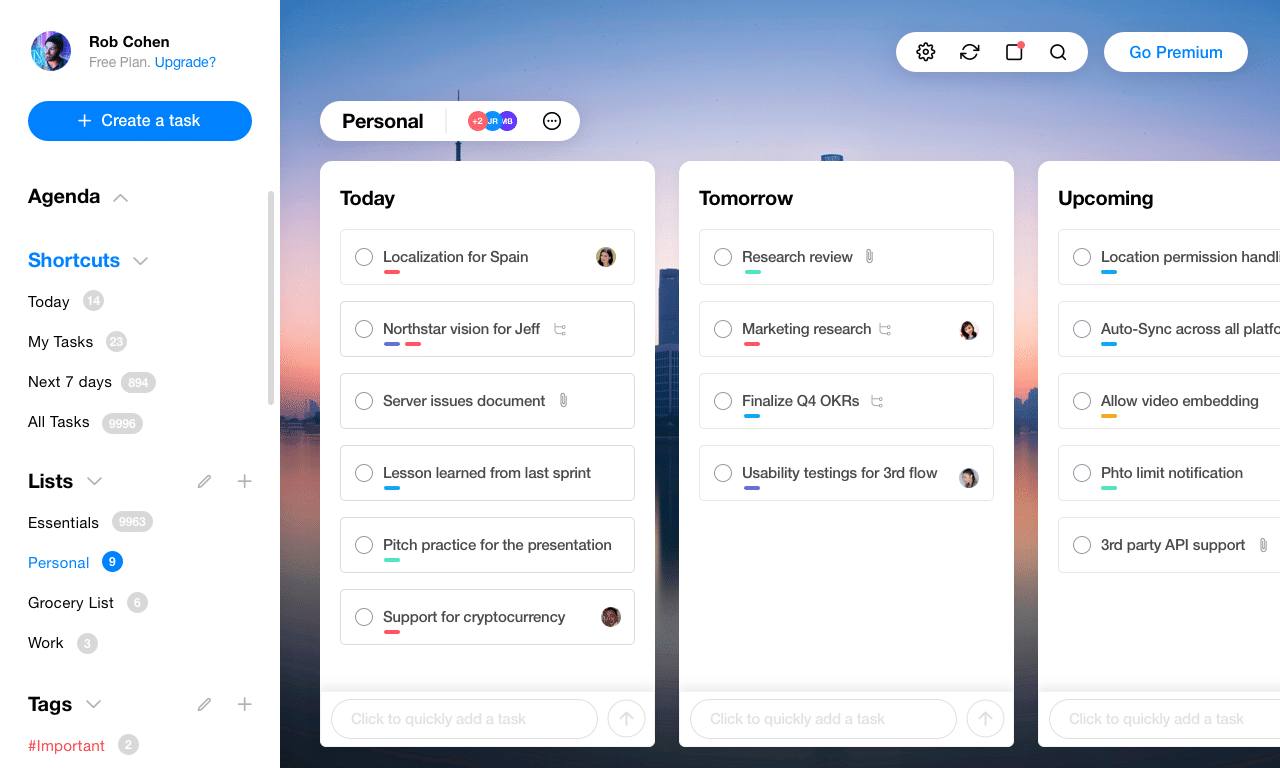 Rob Cohen
Free Plan. Upgrade?
Create a task
Agenda
Shortcuts
Today 14
My Tasks 23
Next 7 days 894
All Tasks 9996
Lists
Essentials 9963
Personal 9
Grocery List 6
Work 3
Tags
#Important 2
Go Premium
Personal
+2 JR MB
Today
Localization for Spain
Northstar vision for Jeff
Server issues document
Lesson learned from last sprint
Pitch practice for the presentation
Support for cryptocurrency
Click to quickly add a task
Tomorrow
Research review
Marketing research
Finalize Q4 OKRs
Usability testings for 3rd flow
Click to quickly add a task
Upcoming
Location permission handli
Auto-Sync across all platfo
Allow video embedding
Phto limit notification
3rd party API support
Click to quickly add a task